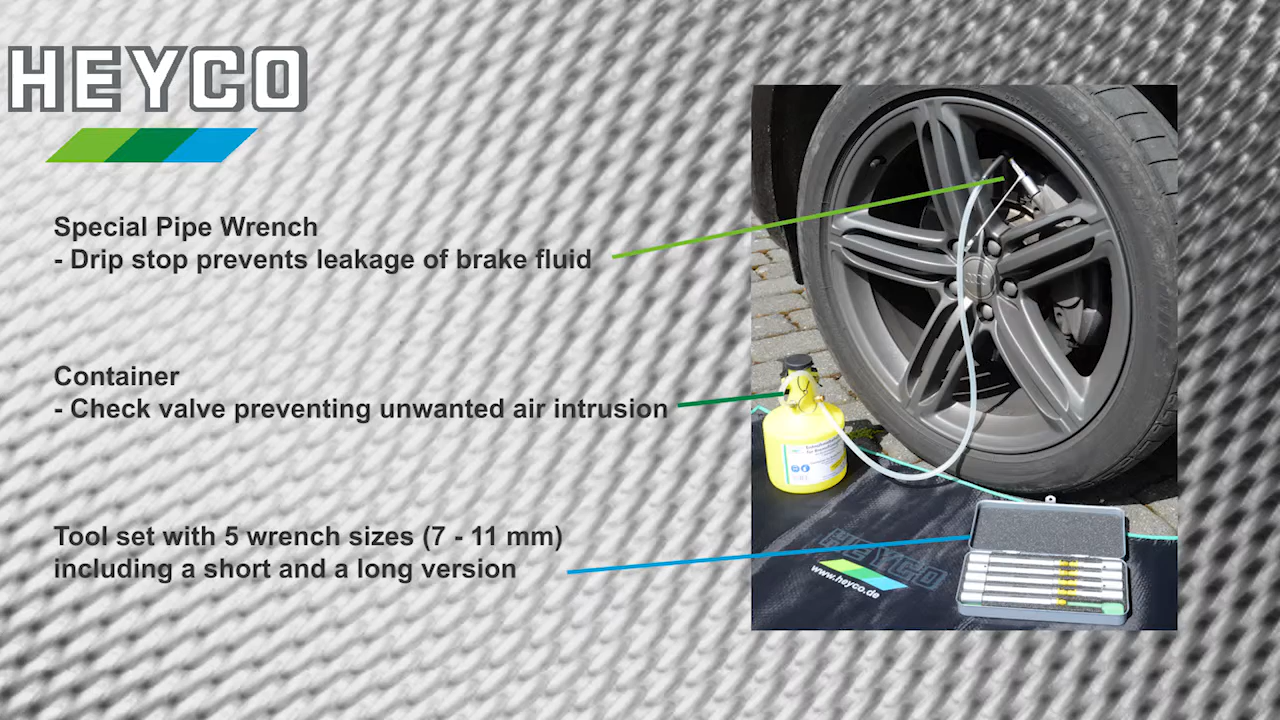 HEYCO
Special Pipe Wrench
- Drip stop prevents leakage of brake fluid
Container
- Check valve preventing unwanted air intrusion
Tool set with 5 wrench sizes (7 - 11 mm)
including a short and a long version
HEYCO
www.heyco.de